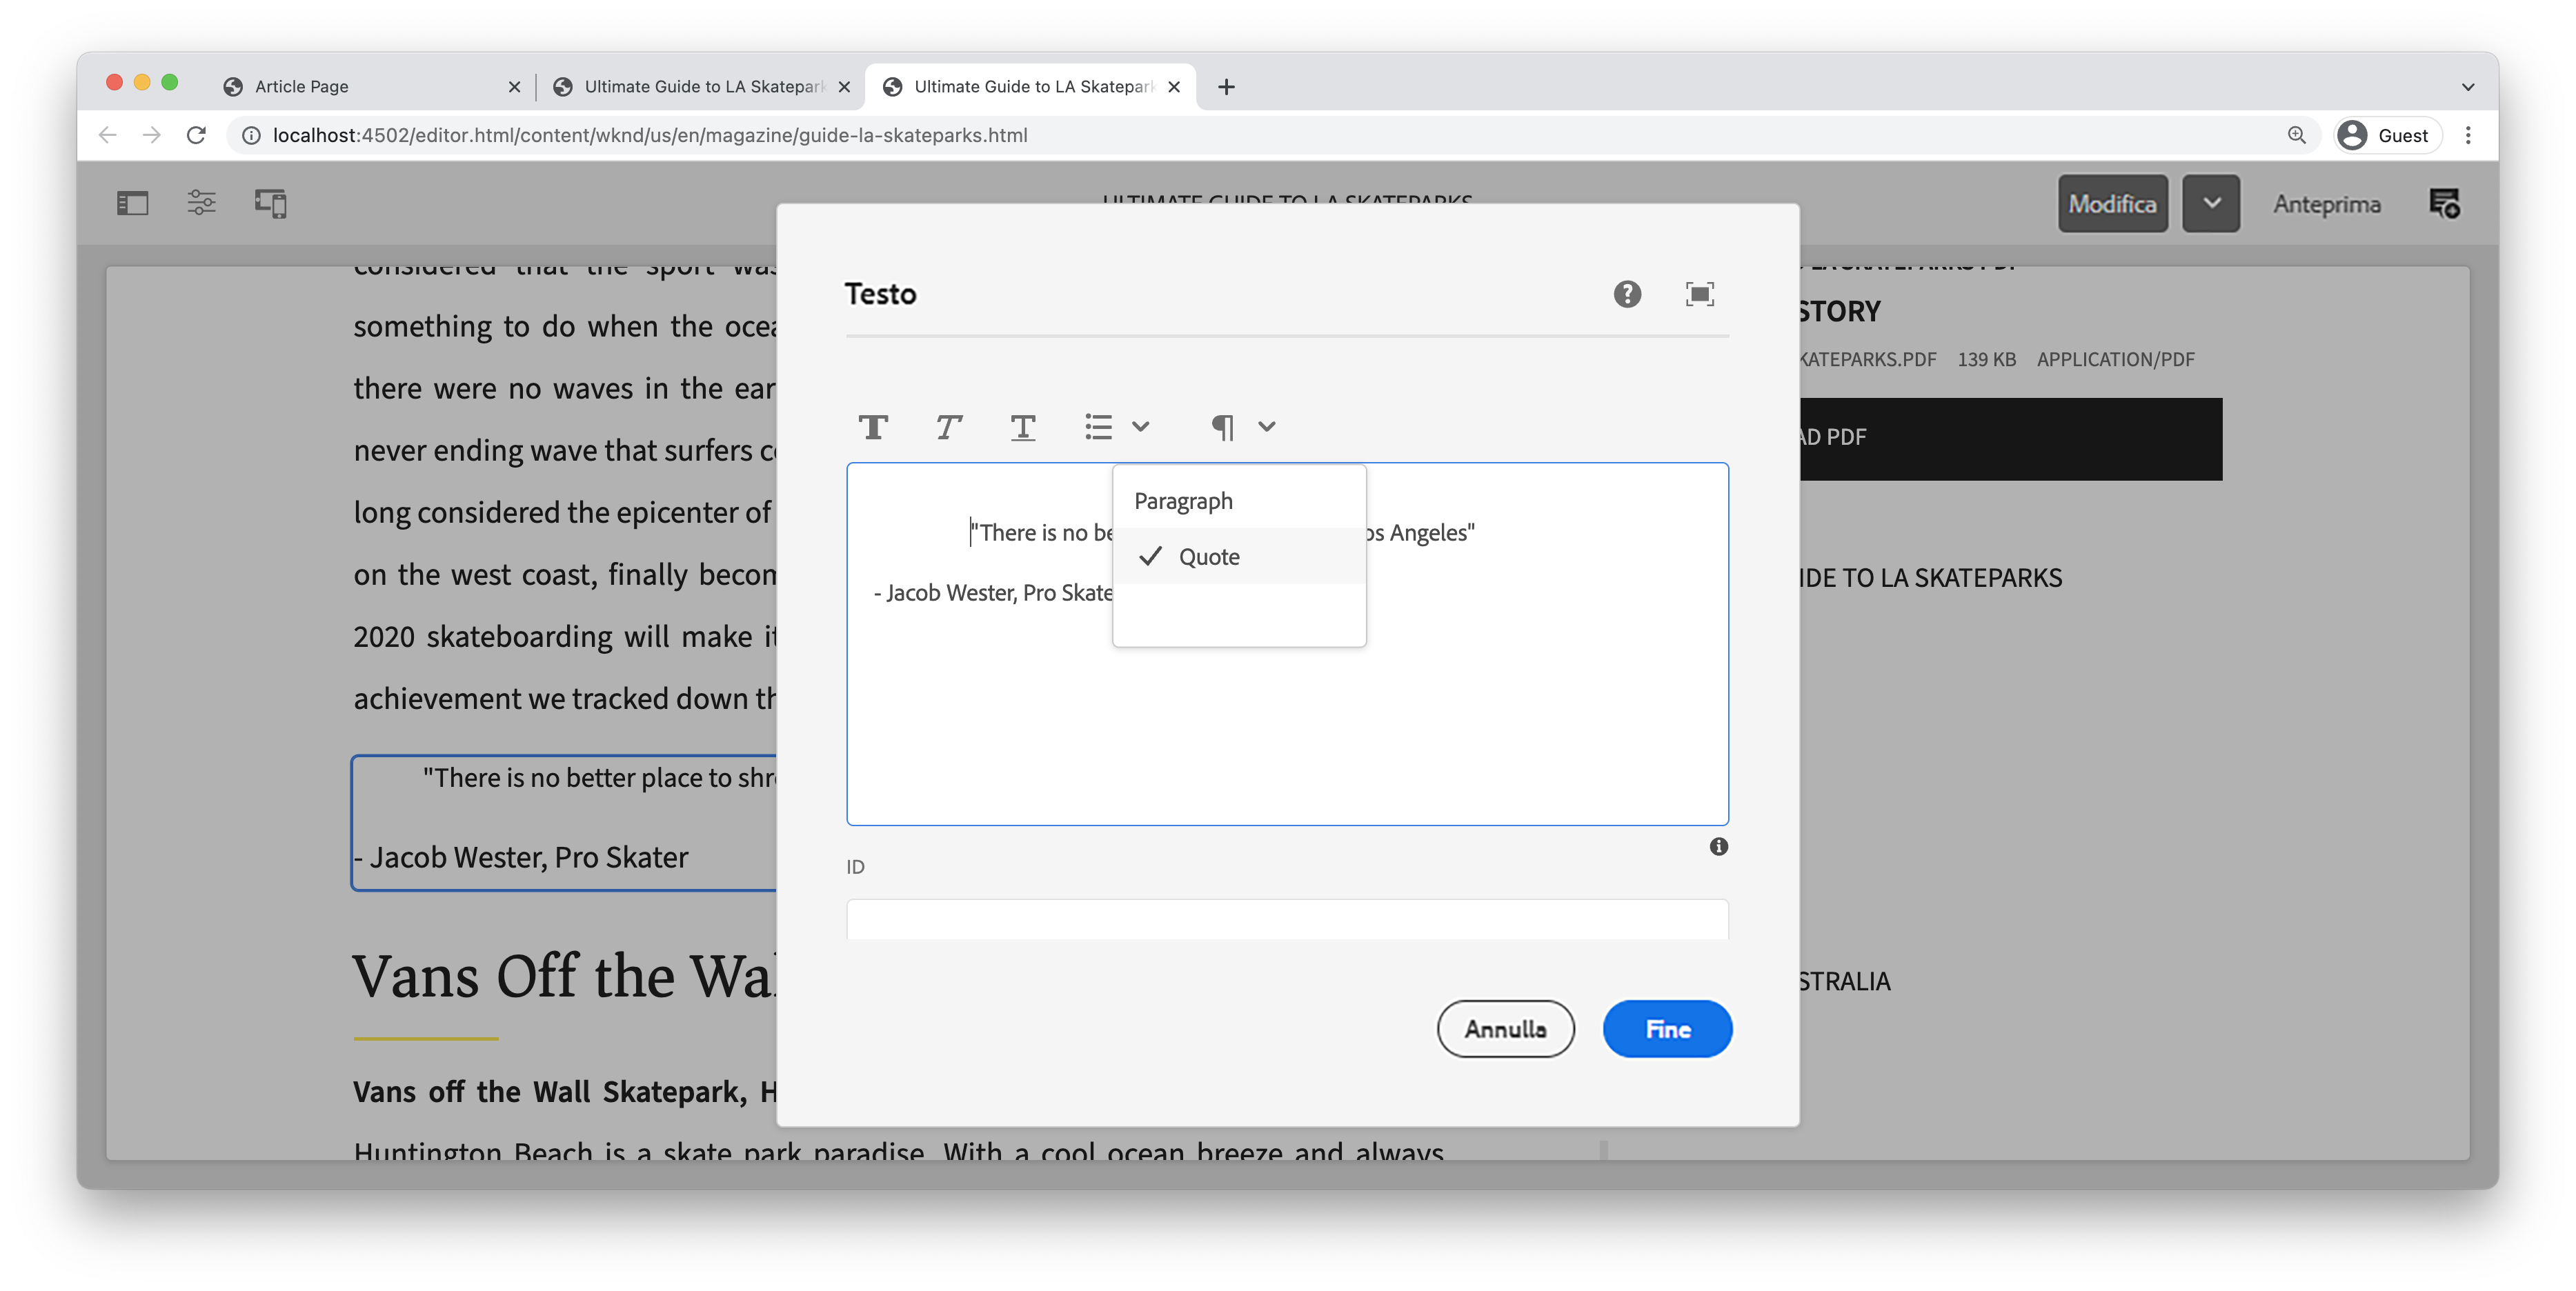 Article Page
Ultimate Guide to LA Skatepark
Ultimate Guide to LA Skatepark
localhost:4502/editor.html/content/wknd/us/en/magazine/guide-la-skateparks.html
Guest
ULTIMATE GUIDE TO LA SKATEPARKS
Modifica
Anteprima
considered that the sport was
something to do when the ocea
there were no waves in the ear
never ending wave that surfers c
long considered the epicenter of
on the west coast, finally becom
2020 skateboarding will make it
achievement we tracked down th
"There is no better place to shre
- Jacob Wester, Pro Skater
Vans Off the Wal
Vans off the Wall Skatepark, H
Huntington Beach is a skate park paradise. With a cool ocean breeze and always
Testo
Paragraph
Quote
"There is no be
os Angeles"
- Jacob Wester, Pro Skate
ID
Annulla
Fine
LA SKATEPARKS PDF
STORY
KATEPARKS.PDF 139 KB APPLICATION/PDF
AD PDF
IDE TO LA SKATEPARKS
STRALIA